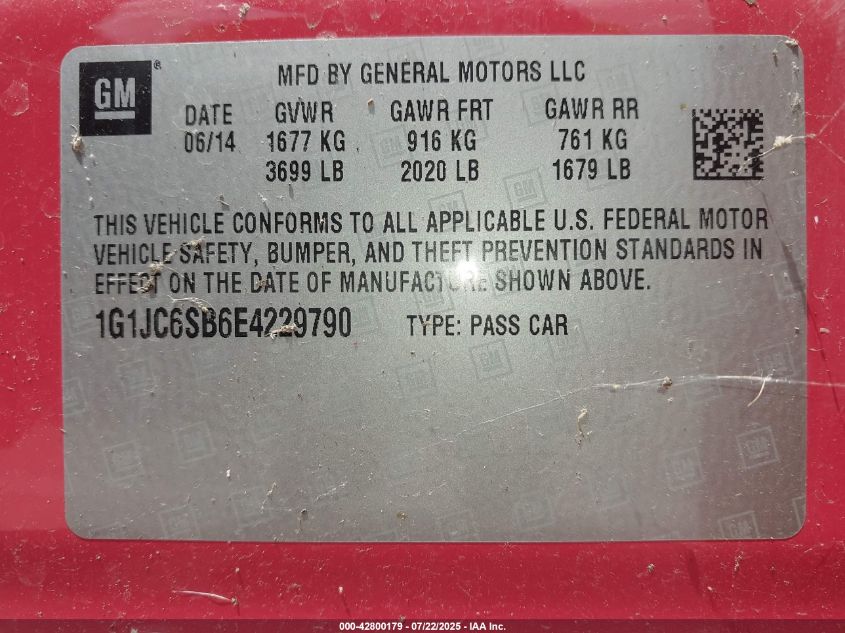 GM®
MFD BY GENERAL MOTORS LLC
DATE GVWR GAWR FRT GAWR RR
06/14 1677 KG 916 KG 761 KG
3699 LB 2020 LB 1679 LB
THIS VEHICLE CONFORMS TO ALL APPLICABLE U.S. FEDERAL MOTOR
VEHICLE SAFETY, BUMPER, AND THEFT PREVENTION STANDARDS IN
EFFECT ON THE DATE OF MANUFACTURE SHOWN ABOVE.
1G1JC6SB6E4229790 TYPE: PASS CAR
000-42800179 - 07/22/2025 - IAA Inc.